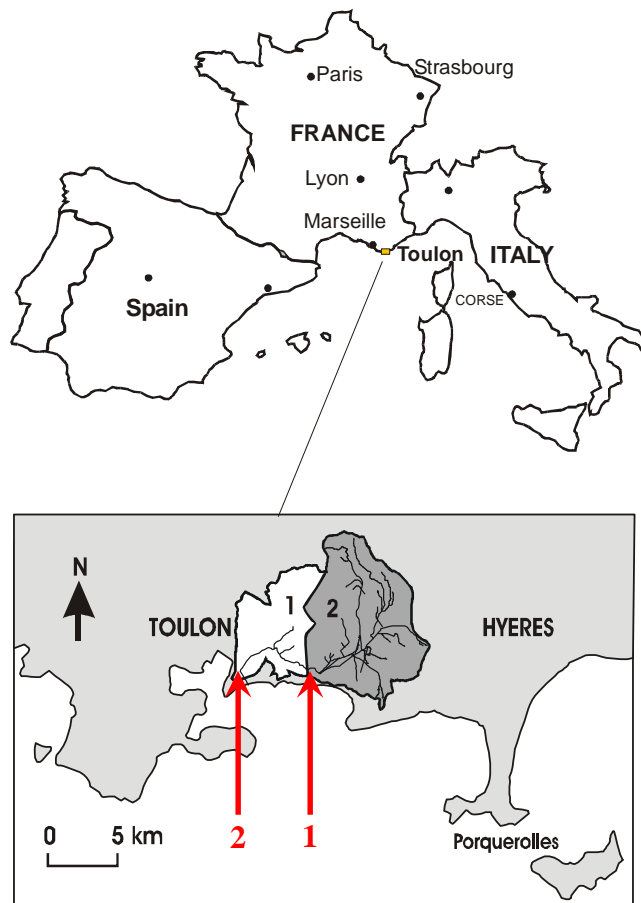 Paris
Strasbourg
FRANCE
Lyon
Marseille
Toulon
ITALY
CORSE
Spain
N
TOULON
1
2
HYERES
2
1
0 5 km
Porquerolles